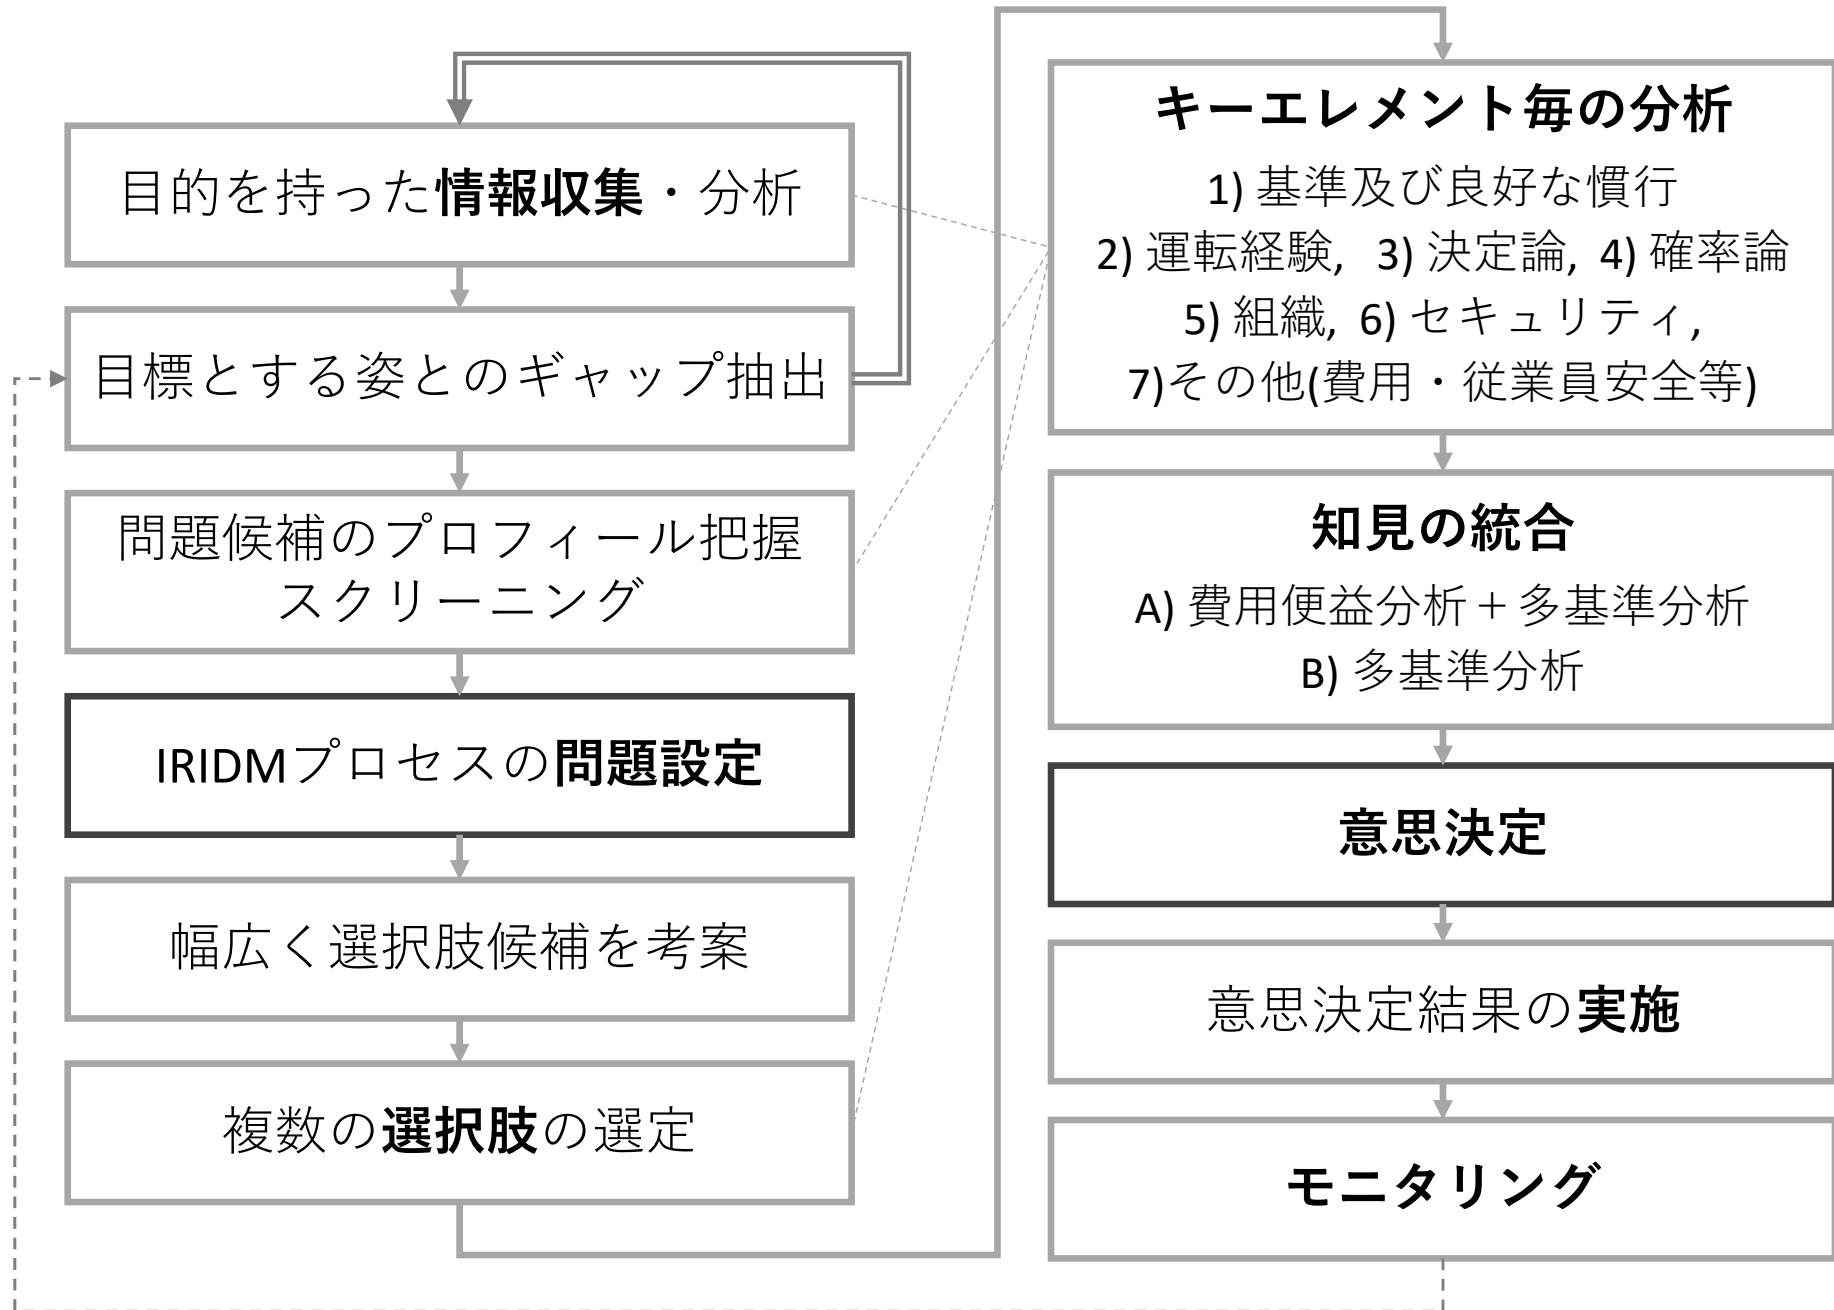 目的を持った情報収集・分析
目標とする姿とのギャップ抽出
問題候補のプロフィール把握
スクリーニング
IRIDMプロセスの問題設定
幅広く選択肢候補を考案
複数の選択肢の選定
キーエレメント毎の分析
1) 基準及び良好な慣行
2) 運転経験, 3) 決定論, 4) 確率論
5) 組織, 6) セキュリティ,
7)その他(費用・従業員安全等)
知見の統合
A) 費用便益分析＋多基準分析
B) 多基準分析
意思決定
意思決定結果の実施
モニタリング